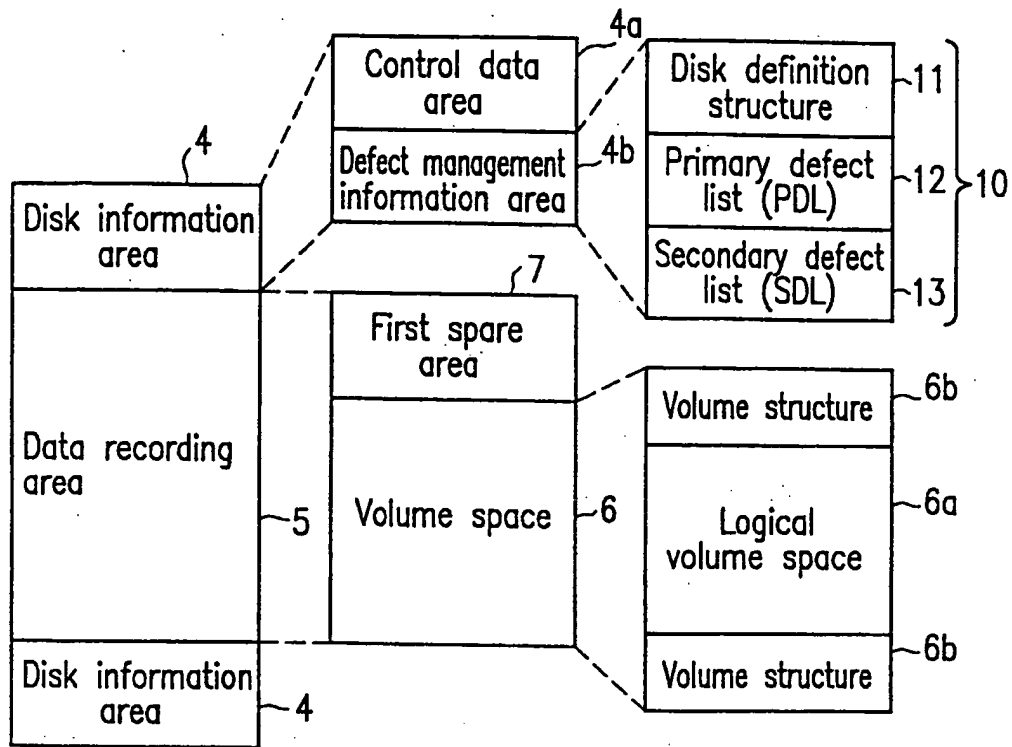 4
Disk information
area
Data recording
area
5
Disk information
area
4
4a
Control data
area
4b
Defect management
information area
7
First spare
area
Volume space
6
Disk definition
structure
11
Primary defect
list (PDL)
12
Secondary defect
list (SDL)
13
10
6b
Volume structure
6a
Logical
volume space
6b
Volume structure